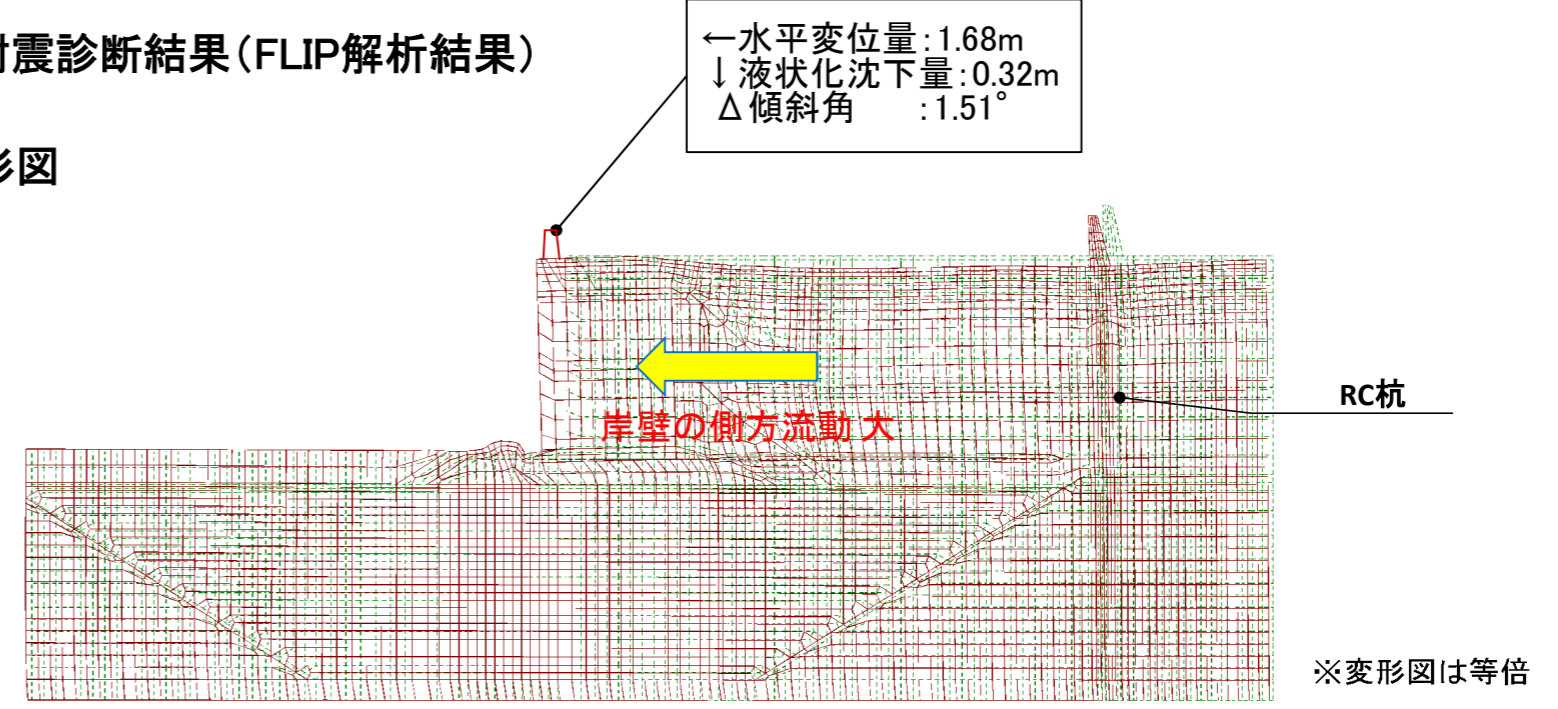 震診断結果（FLIP解析結果）
←水平変位量：1.68m
↓液状化沈下量：0.32m
Δ傾斜角　　：1.51°
形図
RC杭
岸壁の側方流動 大
※変形図は等倍